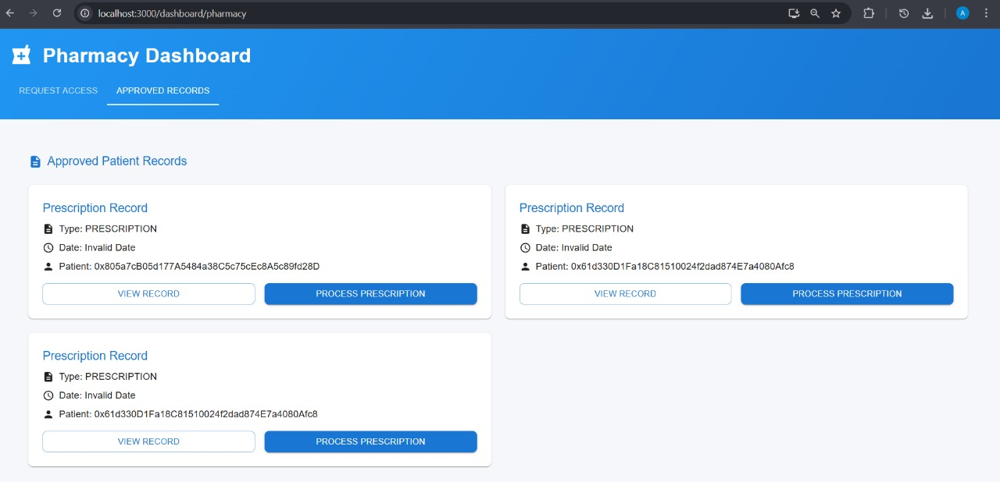 localhost:3000/dashboard/pharmacy
A
Pharmacy Dashboard
REQUEST ACCESS
APPROVED RECORDS
Approved Patient Records
Prescription Record
Type: PRESCRIPTION
Date: Invalid Date
Patient: 0x805a7cB05d177A5484a38C5c75cEc8A5c89fd28D
VIEW RECORD
PROCESS PRESCRIPTION
Prescription Record
Type: PRESCRIPTION
Date: Invalid Date
Patient: 0x61d330D1Fa18C81510024f2dad874E7a4080Afc8
VIEW RECORD
PROCESS PRESCRIPTION
Prescription Record
Type: PRESCRIPTION
Date: Invalid Date
Patient: 0x61d330D1Fa18C81510024f2dad874E7a4080Afc8
VIEW RECORD
PROCESS PRESCRIPTION